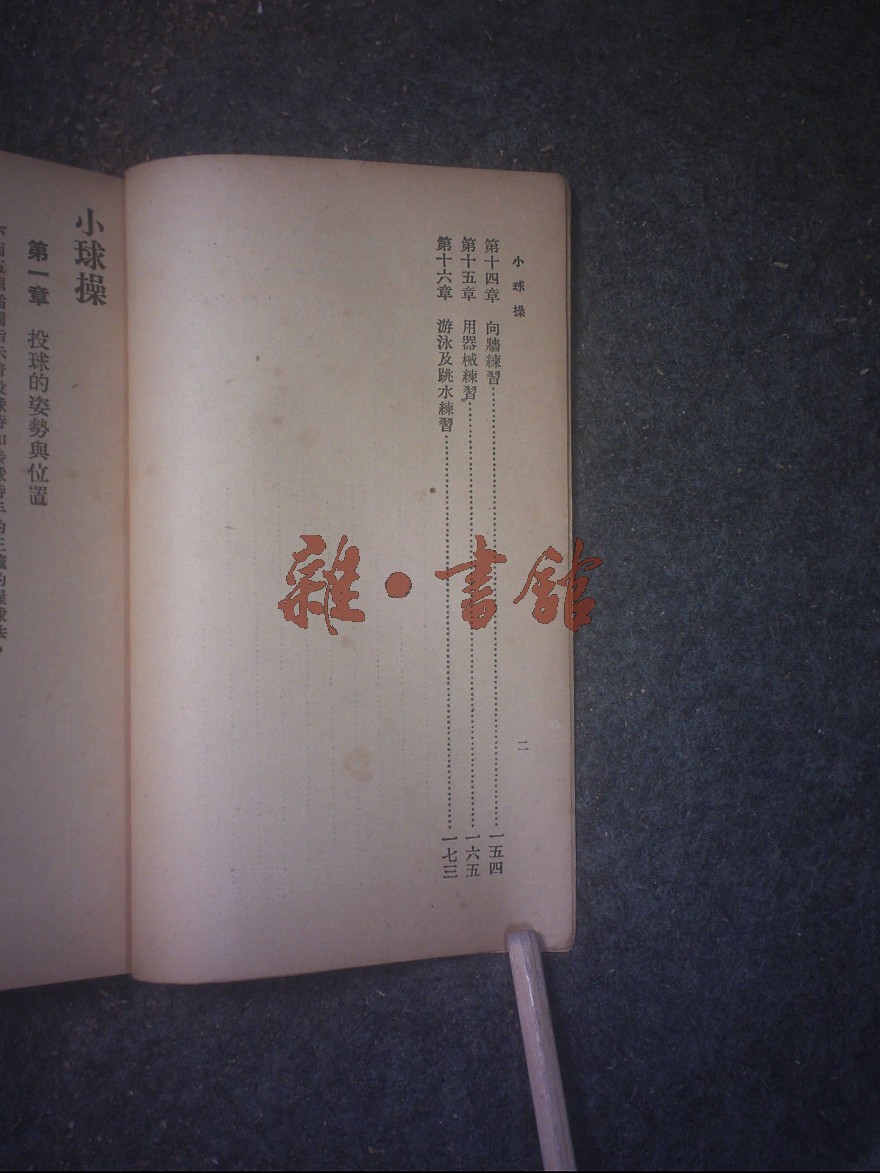 小球操
第十四章 向牆練習……一五四
第十五章 用器械練習……一六五
第十六章 游泳及跳水練習……一七三
二
小球操
第一章 投球的姿勢與位置
雜·書館